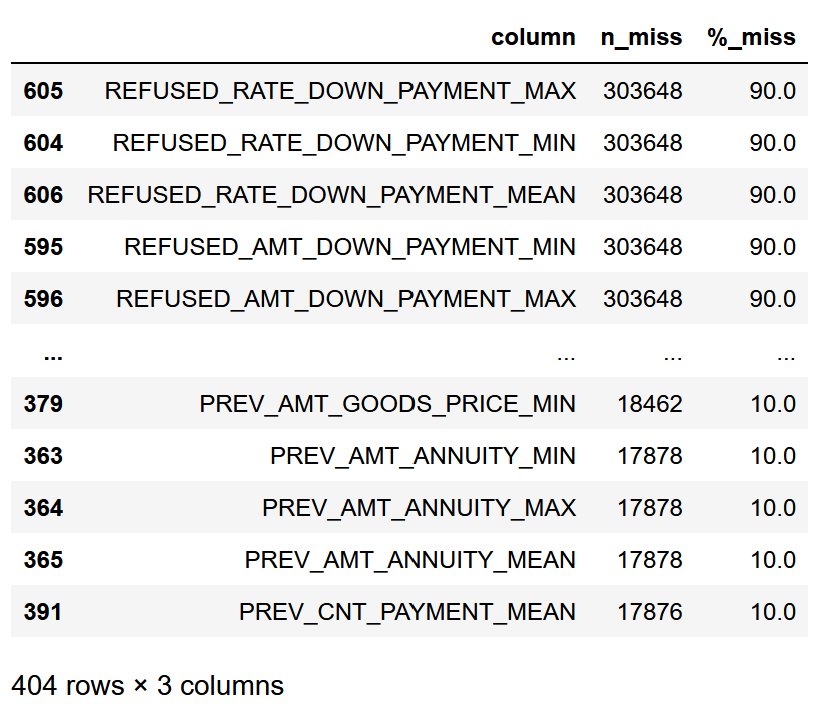 column n_miss %_miss
605 REFUSED_RATE_DOWN_PAYMENT_MAX 303648 90.0
604 REFUSED_RATE_DOWN_PAYMENT_MIN 303648 90.0
606 REFUSED_RATE_DOWN_PAYMENT_MEAN 303648 90.0
595 REFUSED_AMT_DOWN_PAYMENT_MIN 303648 90.0
596 REFUSED_AMT_DOWN_PAYMENT_MAX 303648 90.0
... ... ... ...
379 PREV_AMT_GOODS_PRICE_MIN 18462 10.0
363 PREV_AMT_ANNUITY_MIN 17878 10.0
364 PREV_AMT_ANNUITY_MAX 17878 10.0
365 PREV_AMT_ANNUITY_MEAN 17878 10.0
391 PREV_CNT_PAYMENT_MEAN 17876 10.0
404 rows × 3 columns